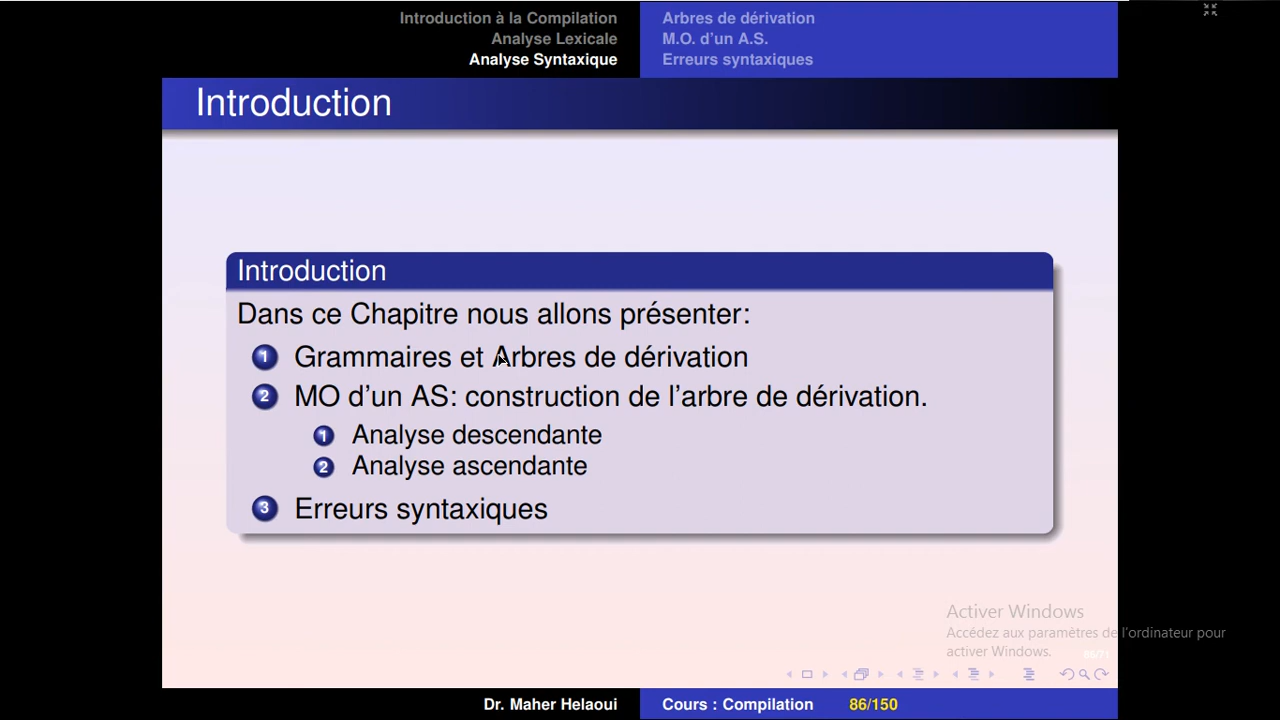 Introduction à la Compilation
Analyse Lexicale
Analyse Syntaxique
Arbres de dérivation
M.O. d'un A.S.
Erreurs syntaxiques
Introduction
Introduction
Dans ce Chapitre nous allons présenter:
1 Grammaires et Arbres de dérivation
2 MO d'un AS: construction de l'arbre de dérivation.
1 Analyse descendante
2 Analyse ascendante
3 Erreurs syntaxiques
Activer Windows
Accédez aux paramètres de l'ordinateur pour
activer Windows.
Dr. Maher Helaoui
Cours : Compilation
86/150